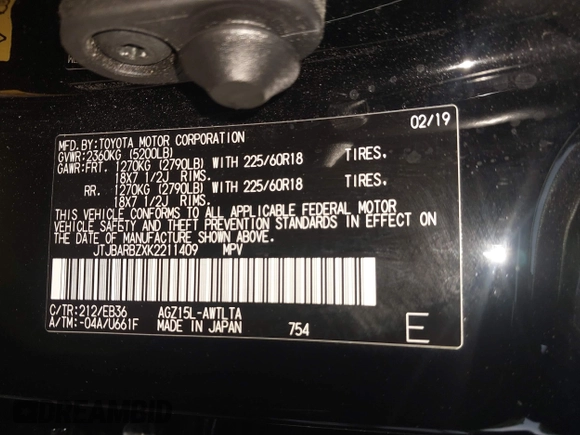 02/19
MFD. BY: TOYOTA MOTOR CORPORATION
GVWR: 2360KG (5200LB)
GAWR: FRT. 1270KG (2790LB) WITH 225/60R18 TIRES.
18X7 1/2J RIMS.
RR. 1270KG (2790LB) WITH 225/60R18 TIRES.
18X7 1/2J RIMS.
THIS VEHICLE CONFORMS TO ALL APPLICABLE FEDERAL MOTOR
VEHICLE SAFETY AND THEFT PREVENTION STANDARDS IN EFFECT ON
THE DATE OF MANUFACTURE SHOWN ABOVE.
JTJBARBZXK2211409 MPV
C/TR: 212/EB36 AGZ15L-AWTLTA
A/TM: -04A/U661F MADE IN JAPAN 754 E
DREAMBID